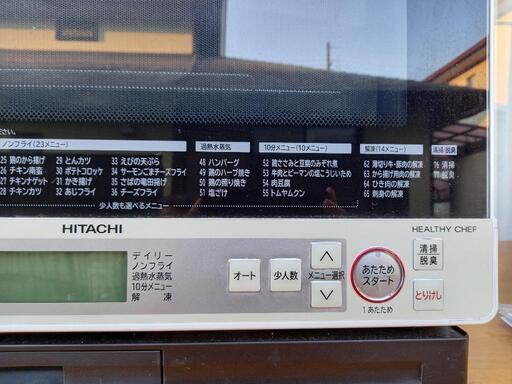 ださい。
ノンフライ(23メニュー)
25 鶏のから揚げ 29 とんカツ 33 えびの天ぷら
26 チキン南蛮 30 ポテトコロッケ 34 サーモンごまチーズフライ
27 チキンナゲット 31 かき揚げ 35 さばの竜田揚げ
28 チキンカツ 32 あじフライ 36 チーズフライ
少人数も選べるメニュー
過熱水蒸気
48 ハンバーグ
49 鶏のハーブ焼き
50 鶏の照り焼き
51 塩ざけ
10分メニュー(10メニュー)
52 鶏ささみと豆腐のみぞれ煮
53 牛肉とピーマンの塩こうじいため
54 肉豆腐
55 トムヤムクン
解凍(14メニュー)
62 薄切り牛・豚肉の解凍
63 から揚げ用肉の解凍
64 ひき肉の解凍
65 刺身の解凍
清掃/脱臭
76 清掃
77 脱臭
HITACHI
HEALTHY CHEF
デイリー
ノンフライ
過熱水蒸気
10分メニュー
解凍
オート
少人数
メニュー選択
あたため
スタート
1 あたため
清掃
脱臭
とりけし